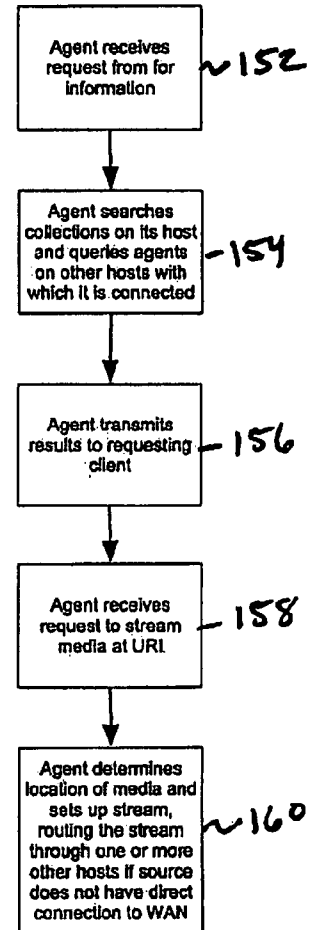 Agent receives
request from for
information
152
Agent searches
collections on its host
and queries agents
on other hosts with
which it is connected
154
Agent transmits
results to requesting
client
156
Agent receives
request to stream
media at URI.
158
Agent determines
location of media and
sets up stream,
routing the stream
through one or more
other hosts if source
does not have direct
connection to WAN
160